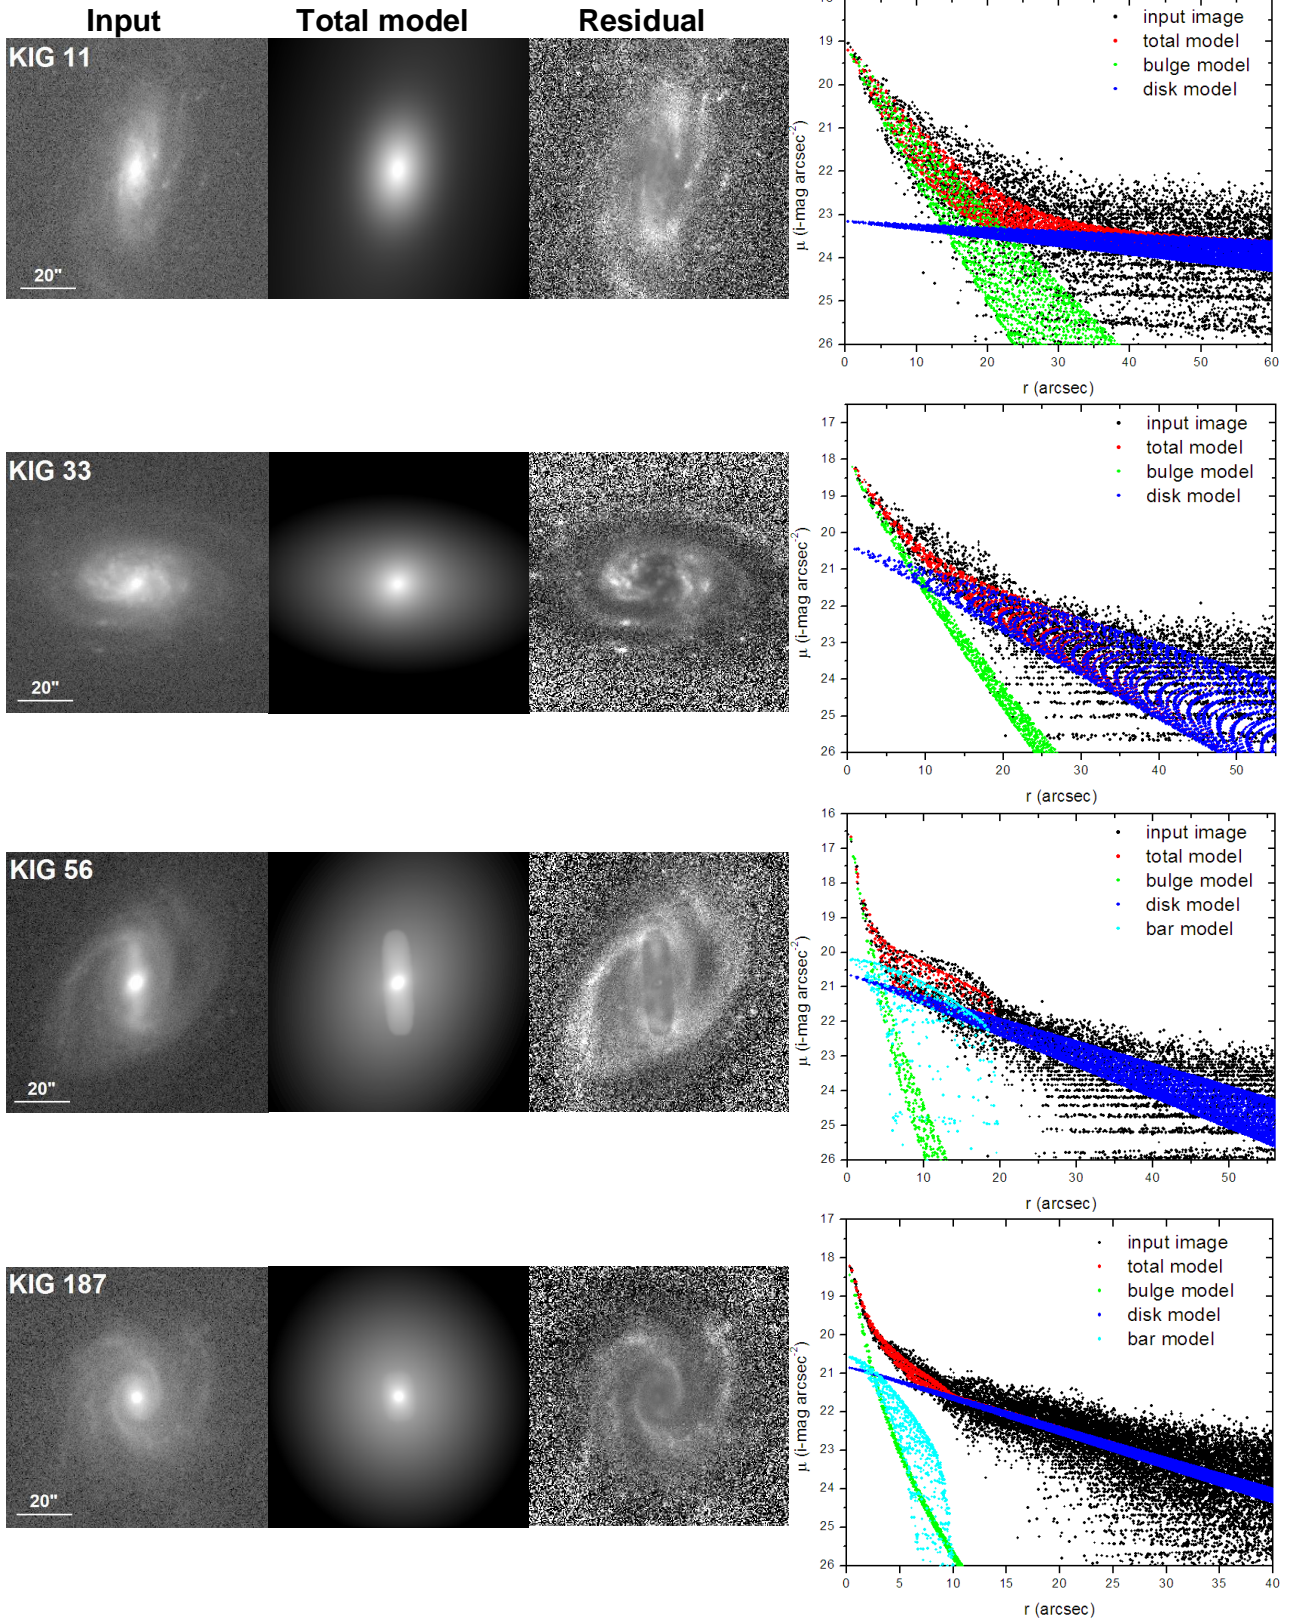 Input Total model Residual
KIG 11
20"
input image
total model
bulge model
disk model
19
20
21
22
23
24
25
26
μ (i-mag arcsec-2)
0 10 20 30 40 50 60
r (arcsec)
KIG 33
20"
input image
total model
bulge model
disk model
17
18
19
20
21
22
23
24
25
26
μ (i-mag arcsec-2)
0 10 20 30 40 50
r (arcsec)
KIG 56
20"
input image
total model
bulge model
disk model
bar model
16
17
18
19
20
21
22
23
24
25
26
μ (i-mag arcsec-2)
0 10 20 30 40 50
r (arcsec)
KIG 187
20"
input image
total model
bulge model
disk model
bar model
17
18
19
20
21
22
23
24
25
26
μ (i-mag arcsec-2)
0 5 10 15 20 25 30 35 40
r (arcsec)